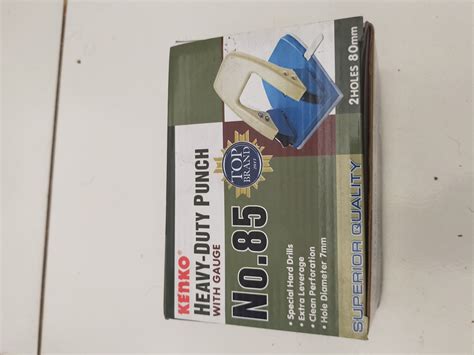 KENKO®
HEAVY-DUTY PUNCH
WITH GAUGE
No.85
• Special Hard Drills
• Extra Leverage
• Clean Perforation
• Hole Diameter 7mm
TOP
BRAND
2HOLES 80mm
SUPERIOR QUALITY